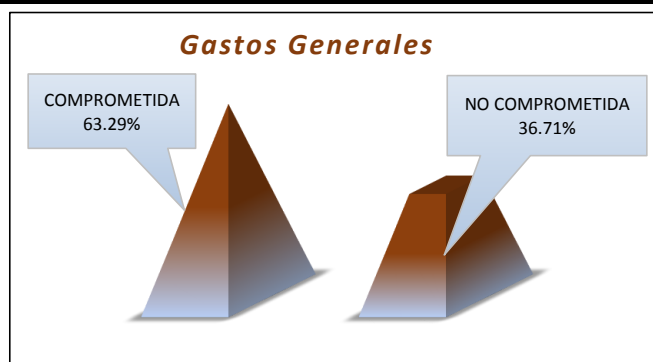 Gastos Generales
COMPROMETIDA
63.29%
NO COMPROMETIDA
36.71%